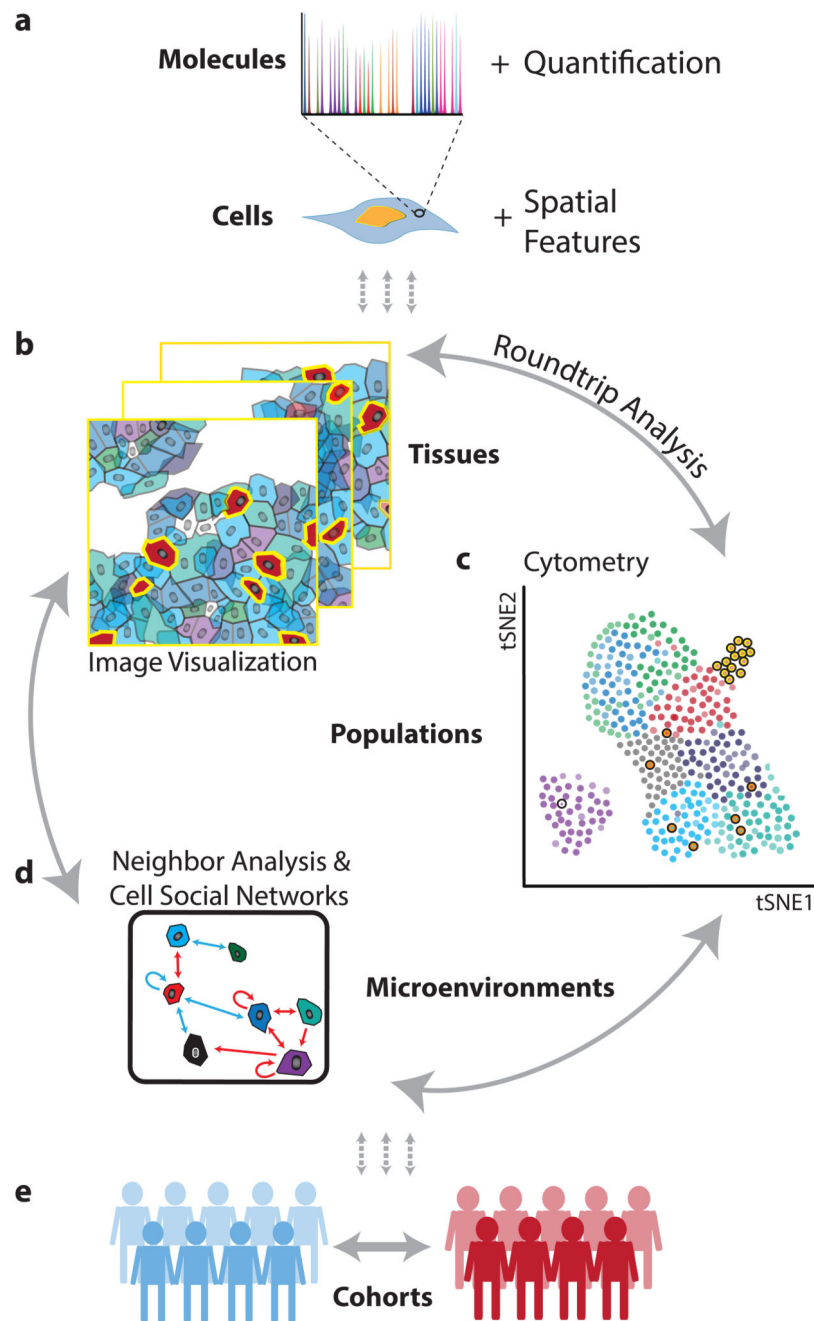 a
Molecules
+ Quantification
Cells
+ Spatial
Features
b
Roundtrip Analysis
Tissues
Image Visualization
c
Cytometry
tSNE2
Populations
tSNE1
d
Neighbor Analysis &
Cell Social Networks
Microenvironments
e
Cohorts